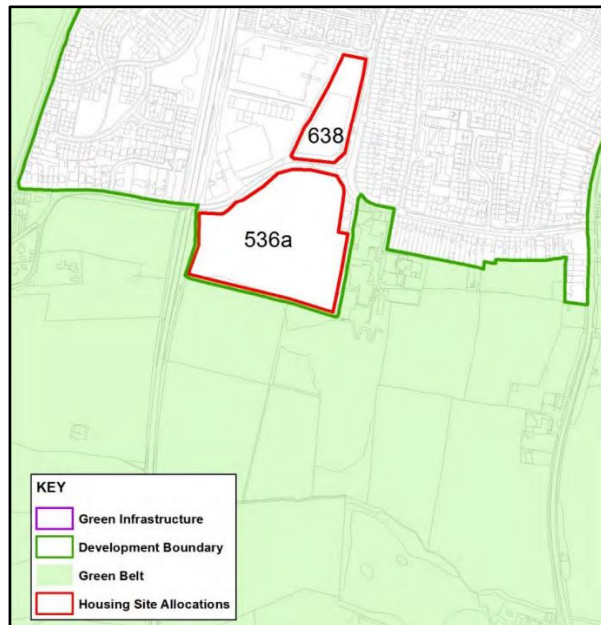 638
536a
KEY
Green Infrastructure
Development Boundary
Green Belt
Housing Site Allocations